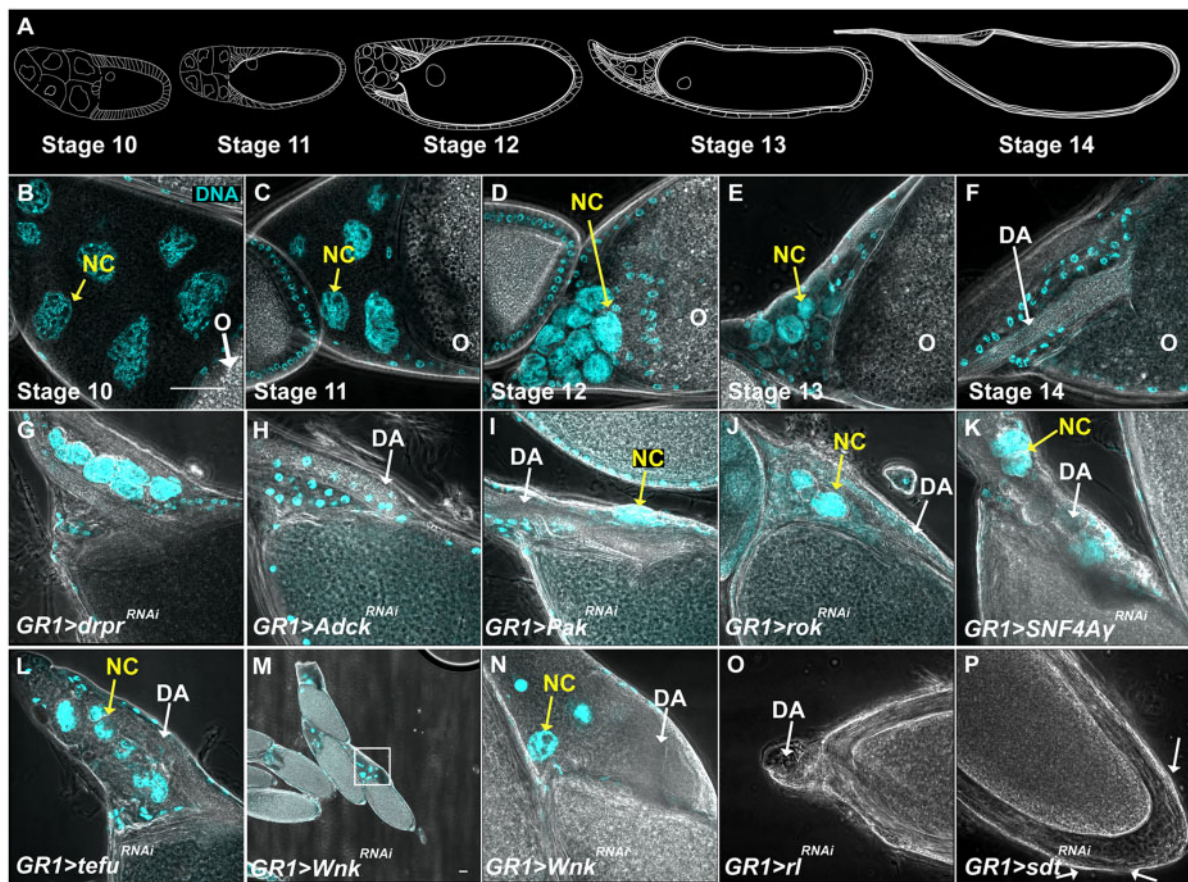 A
Stage 10
Stage 11
Stage 12
Stage 13
Stage 14
B
DNA
NC
O
Stage 10
C
NC
O
Stage 11
D
NC
O
Stage 12
E
NC
O
Stage 13
F
DA
O
Stage 14
G
GR1>drpr RNAi
H
DA
GR1>Adck RNAi
I
DA
NC
GR1>Pak RNAi
J
NC
DA
GR1>rok RNAi
K
NC
DA
GR1>SNF4Aγ RNAi
L
NC
DA
GR1>tefu RNAi
M
GR1>Wnk RNAi
N
NC
DA
GR1>Wnk RNAi
O
DA
GR1>rl RNAi
P
GR1>sdt RNAi